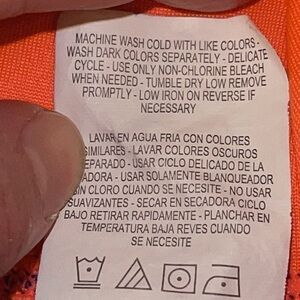 MACHINE WASH COLD WITH LIKE COLORS -
WASH DARK COLORS SEPARATELY - DELICATE
CYCLE - USE ONLY NON-CHLORINE BLEACH
WHEN NEEDED - TUMBLE DRY LOW REMOVE
PROMPTLY - LOW IRON ON REVERSE IF
NECESSARY
LAVAR EN AGUA FRIA CON COLORES
SIMILARES - LAVAR COLORES OSCUROS
EPARADO - USAR CICLO DELICADO DE LA
ADORA - USAR SOLAMENTE BLANQUEADOR
SIN CLORO CUANDO SE NECESITE - NO USAR
SUAVIZANTES - SECAR EN SECADORA CICLO
BAJO RETIRAR RAPIDAMENTE - PLANCHAR EN
TEMPERATURA BAJA REVES CUANDO
SE NECESITE